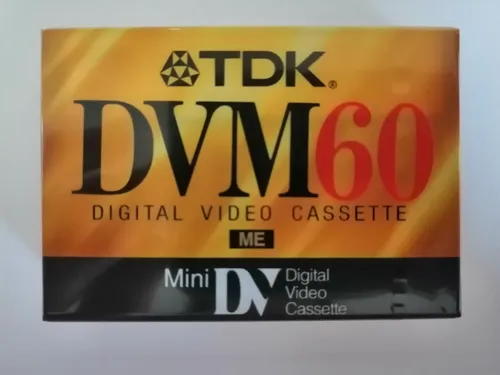 TDK®
DVM60
DIGITAL VIDEO CASSETTE
ME
Mini DV Digital
Video
Cassette